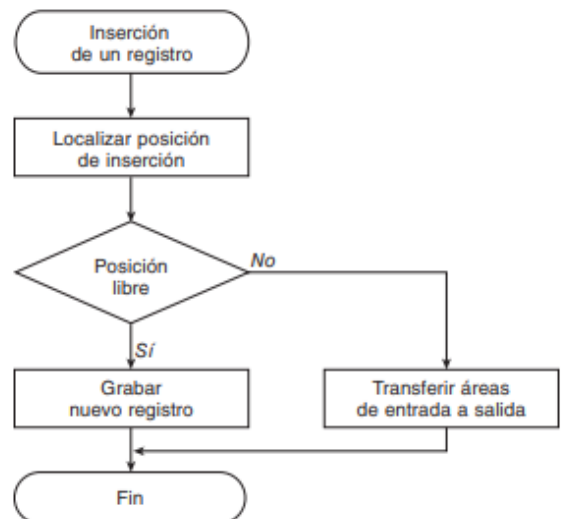 Inserción
de un registro
Localizar posición
de inserción
Posición
libre
No
Sí
Grabar
nuevo registro
Transferir áreas
de entrada a salida
Fin